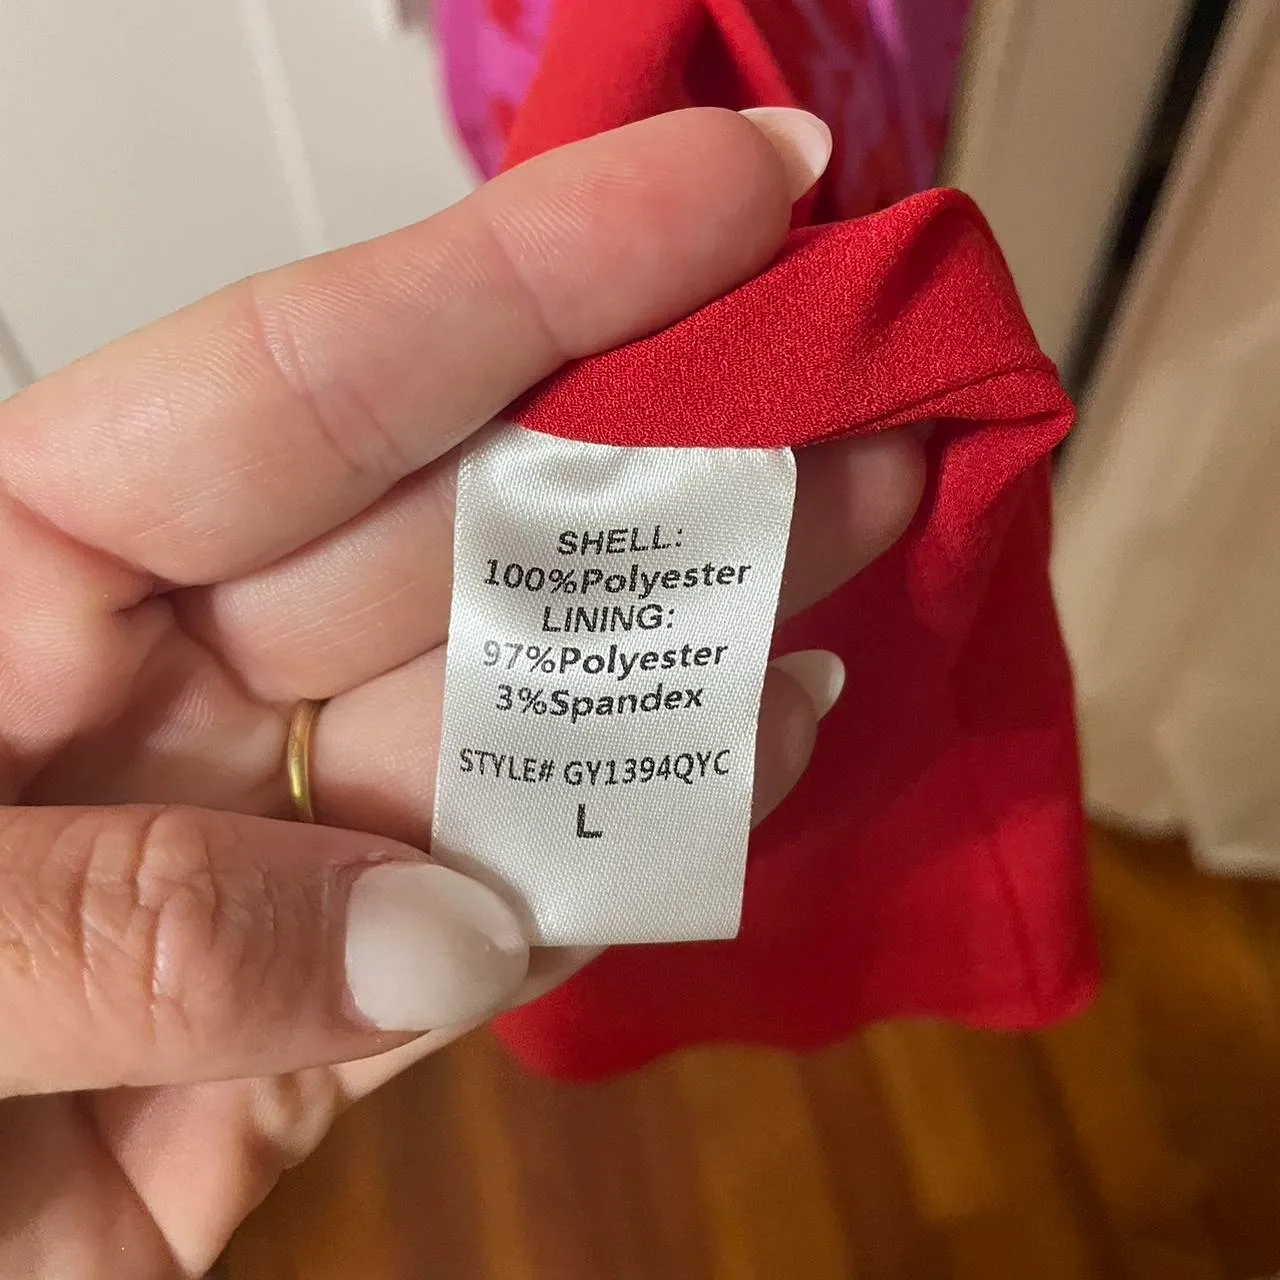 SHELL:
100%Polyester
LINING:
97%Polyester
3%Spandex
STYLE# GY1394QYC
L